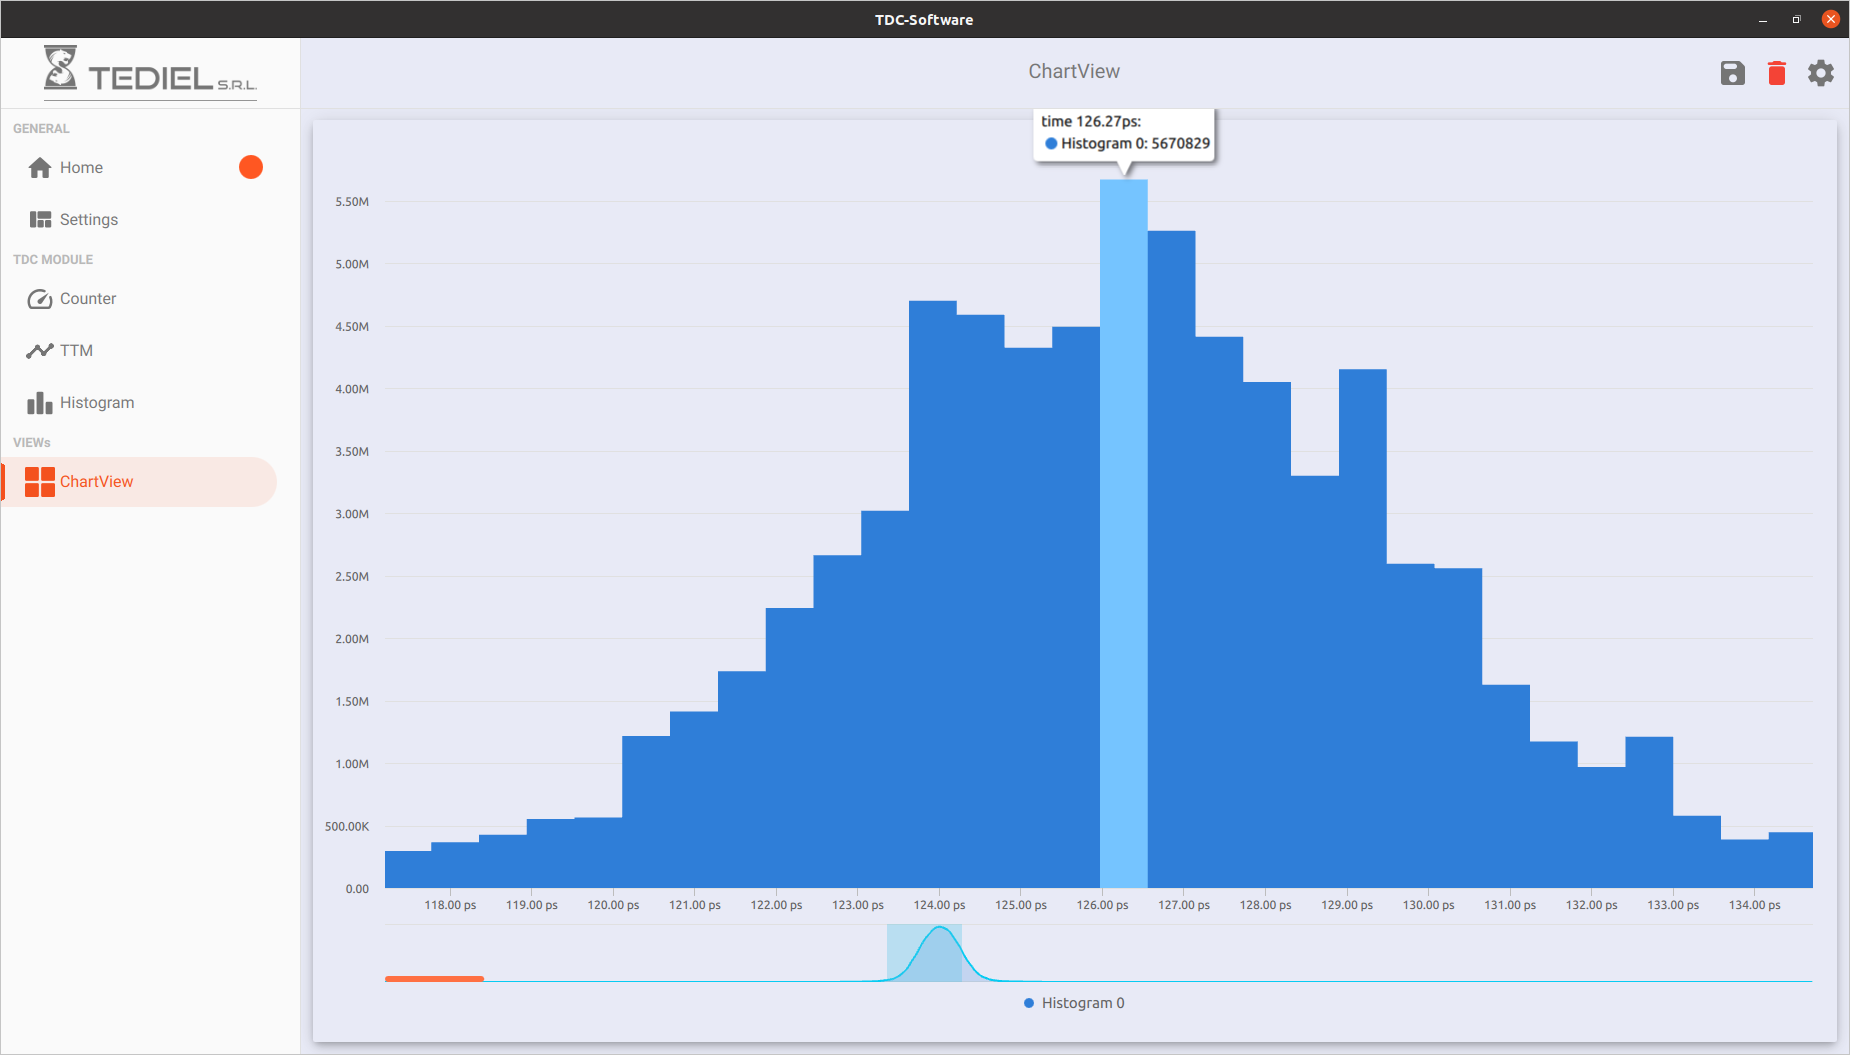 TDC-Software
TEDIEL S.R.L.
ChartView
GENERAL
Home
Settings
TDC MODULE
Counter
TTM
Histogram
VIEWs
ChartView
time 126.27ps:
Histogram 0: 5670829
5.50M
5.00M
4.50M
4.00M
3.50M
3.00M
2.50M
2.00M
1.50M
1.00M
500.00K
0.00
118.00 ps 119.00 ps 120.00 ps 121.00 ps 122.00 ps 123.00 ps 124.00 ps 125.00 ps 126.00 ps 127.00 ps 128.00 ps 129.00 ps 130.00 ps 131.00 ps 132.00 ps 133.00 ps 134.00 ps
Histogram 0